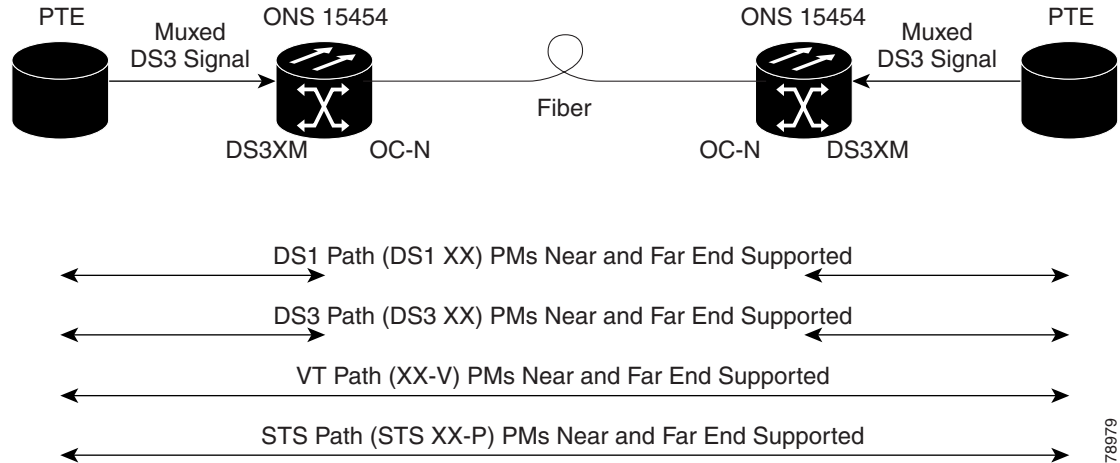 PTE
ONS 15454
ONS 15454
PTE
Muxed
DS3 Signal
Muxed
DS3 Signal
Fiber
DS3XM
OC-N
OC-N
DS3XM
DS1 Path (DS1 XX) PMs Near and Far End Supported
DS3 Path (DS3 XX) PMs Near and Far End Supported
VT Path (XX-V) PMs Near and Far End Supported
STS Path (STS XX-P) PMs Near and Far End Supported
78979